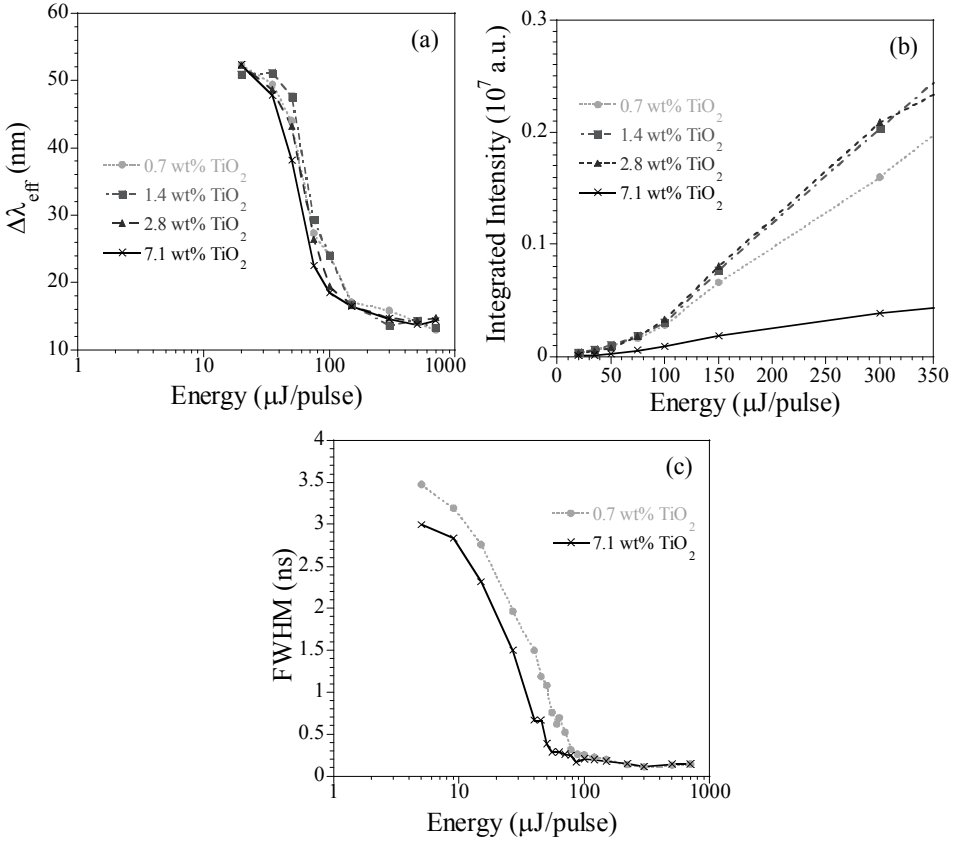 (a)
60
50
40
30
20
10
Δλeff (nm)
0.7 wt% TiO2
1.4 wt% TiO2
2.8 wt% TiO2
7.1 wt% TiO2
1
10
100
1000
Energy (μJ/pulse)
(b)
0.3
0.2
0.1
0
Integrated Intensity (10^7 a.u.)
0.7 wt% TiO2
1.4 wt% TiO2
2.8 wt% TiO2
7.1 wt% TiO2
0
50
100
150
200
250
300
350
Energy (μJ/pulse)
(c)
4
3.5
3
2.5
2
1.5
1
0.5
0
FWHM (ns)
0.7 wt% TiO2
7.1 wt% TiO2
1
10
100
1000
Energy (μJ/pulse)